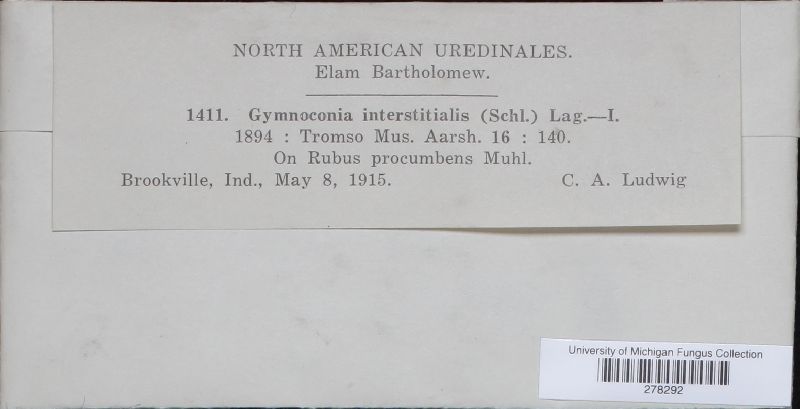 NORTH AMERICAN UREDINALES.
Elam Bartholomew.
1411. Gymnoconia interstitialis (Schl.) Lag.—I.
1894 : Tromso Mus. Aarsh. 16 : 140.
On Rubus procumbens Muhl.
Brookville, Ind., May 8, 1915. C. A. Ludwig
University of Michigan Fungus Collection
278292